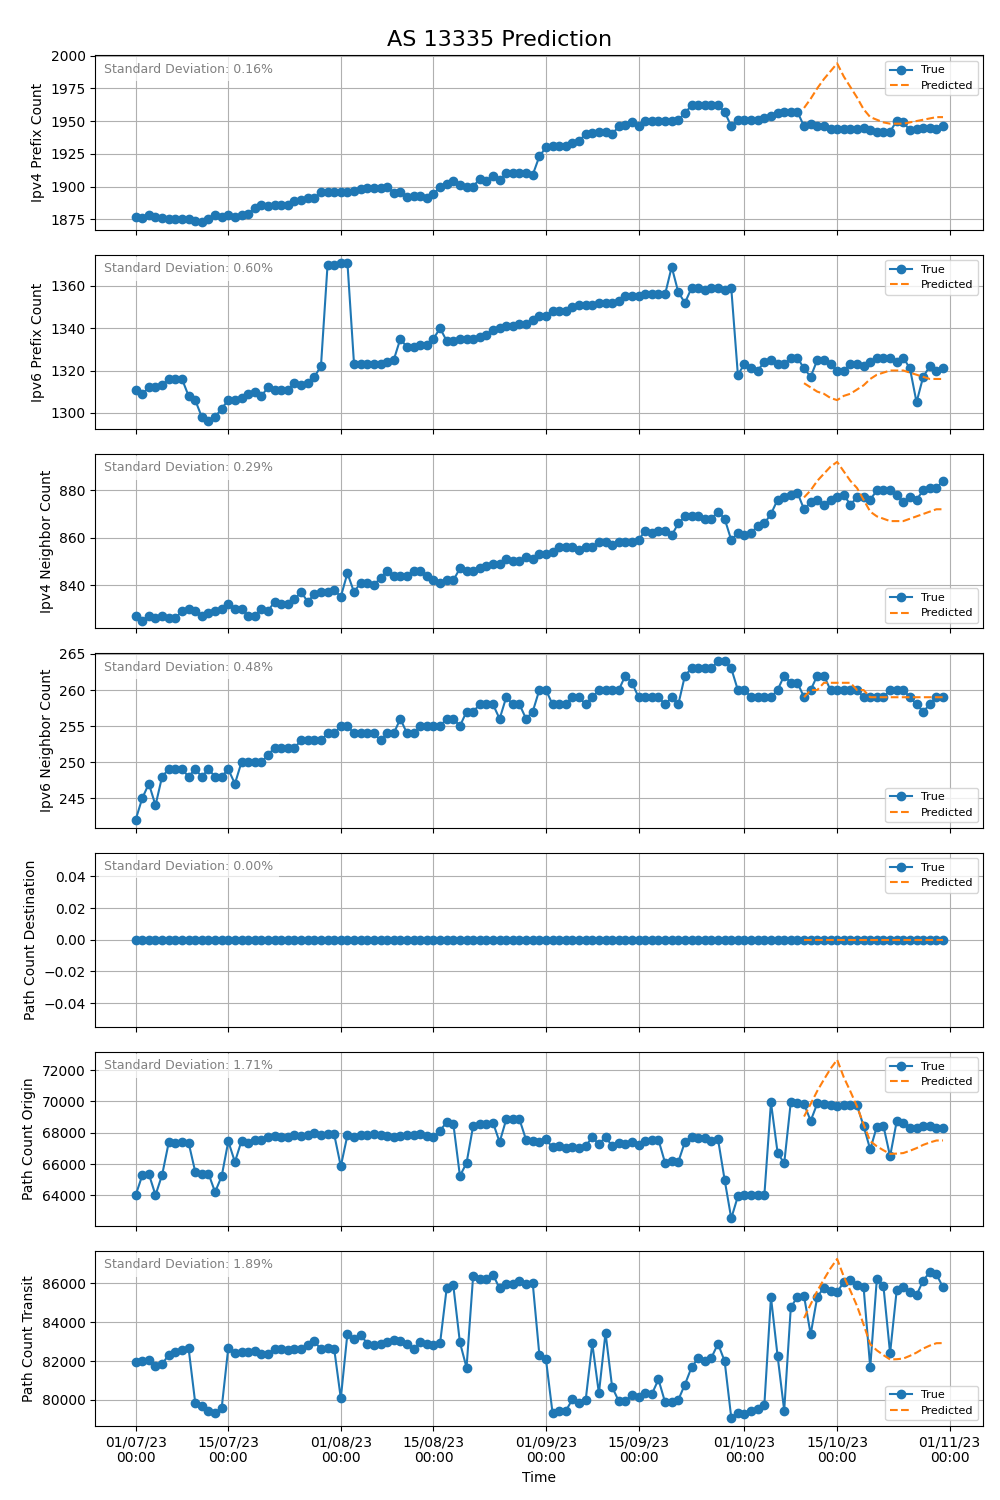 AS 13335 Prediction
Standard Deviation: 0.16%
True
Predicted
Ipv4 Prefix Count
2000
1975
1950
1925
1900
1875
Standard Deviation: 0.60%
True
Predicted
Ipv6 Prefix Count
1360
1340
1320
1300
Standard Deviation: 0.29%
Ipv4 Neighbor Count
880
860
840
True
Predicted
Standard Deviation: 0.48%
Ipv6 Neighbor Count
265
260
255
250
245
True
Predicted
Standard Deviation: 0.00%
True
Predicted
Path Count Destination
0.04
0.02
0.00
−0.02
−0.04
Standard Deviation: 1.71%
True
Predicted
Path Count Origin
72000
70000
68000
66000
64000
Standard Deviation: 1.89%
Path Count Transit
86000
84000
82000
80000
True
Predicted
01/07/23 15/07/23 01/08/23 15/08/23 01/09/23 15/09/23 01/10/23 15/10/23 01/11/23
00:00 00:00 00:00 00:00 00:00 00:00 00:00 00:00 00:00
Time